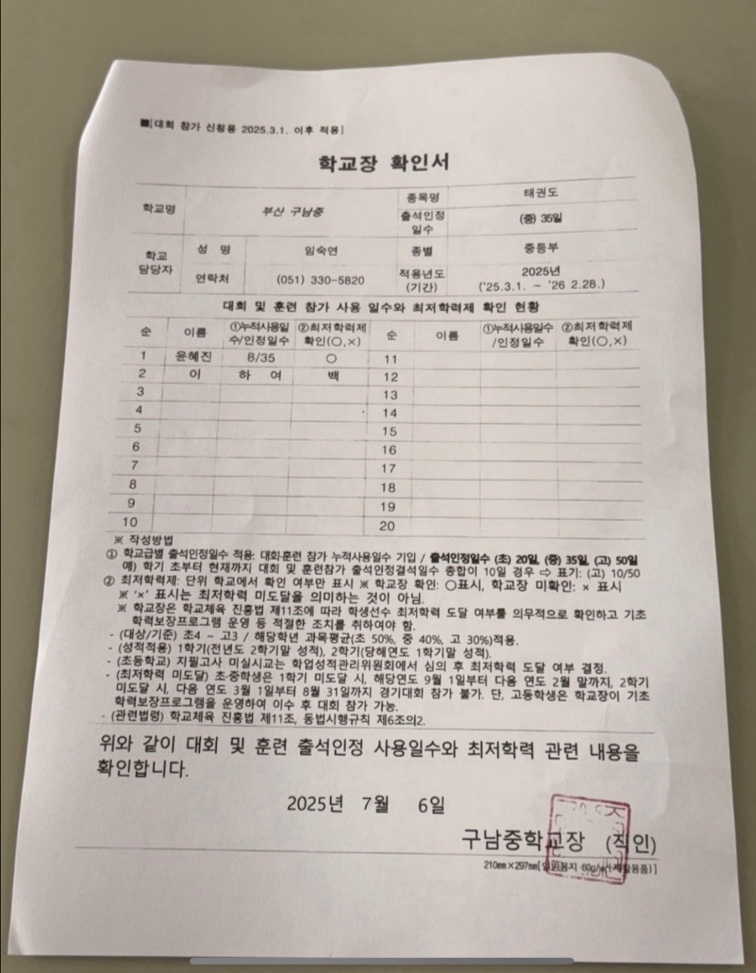 ■[대회 참가 신청용 2025.3.1. 이후 적용]
학교장 확인서
학교명 부산 구남중 종목명 태권도
출석인정 일수 (중) 35일
학교 담당자 성 명 임숙연 종별 중등부
연락처 (051) 330-5820 적용년도 (기간) 2025년 ('25.3.1. ~ '26 2.28.)
대회 및 훈련 참가 사용 일수와 최저학력제 확인 현황
순 이름 ①누적사용일수/인정일수 ②최저학력제 확인(○,×) 순 이름 ①누적사용일수/인정일수 ②최저학력제 확인(○,×)
1 윤혜진 8/35 ○ 11
2 이 하 여 백 12
3 13
4 14
5 15
6 16
7 17
8 18
9 19
10 20
※ 작성방법
① 학교급별 출석인정일수 적용: 대회·훈련 참가 누적사용일수 기입 / 출석인정일수 (초) 20일, (중) 35일, (고) 50일
예) 학기 초부터 현재까지 대회 및 훈련참가 출석인정결석일수 총합이 10일 경우 ⇨ 표기: (고) 10/50
② 최저학력제: 단위 학교에서 확인 여부만 표시 ※ 학교장 확인: ○표시, 학교장 미확인: × 표시
※ '×' 표시는 최저학력 미도달을 의미하는 것이 아님.
※ 학교장은 학교체육 진흥법 제11조에 따라 학생선수 최저학력 도달 여부를 의무적으로 확인하고 기초
학력보장프로그램 운영 등 적절한 조치를 취하여야 함.
- (대상/기준) 초4 ~ 고3 / 해당학년 과목평균(초 50%, 중 40%, 고 30%)적용.
- (성적적용) 1학기(전년도 2학기말 성적), 2학기(당해연도 1학기말 성적).
- (초등학교) 지필고사 미실시교는 학업성적관리위원회에서 심의 후 최저학력 도달 여부 결정.
- (최저학력 미도달) 초·중학생은 1학기 미도달 시, 해당연도 9월 1일부터 다음 연도 2월 말까지, 2학기
미도달 시, 다음 연도 3월 1일부터 8월 31일까지 경기대회 참가 불가. 단, 고등학생은 학교장이 기초
학력보장프로그램을 운영하여 이수 후 대회 참가 가능.
- (관련법령) 학교체육 진흥법 제11조, 동법시행규칙 제6조의2.
위와 같이 대회 및 훈련 출석인정 사용일수와 최저학력 관련 내용을
확인합니다.
2025년 7월 6일
구남중학교장 (직인)
210㎜×297㎜[일반용지 60g/㎡(재활용품)]